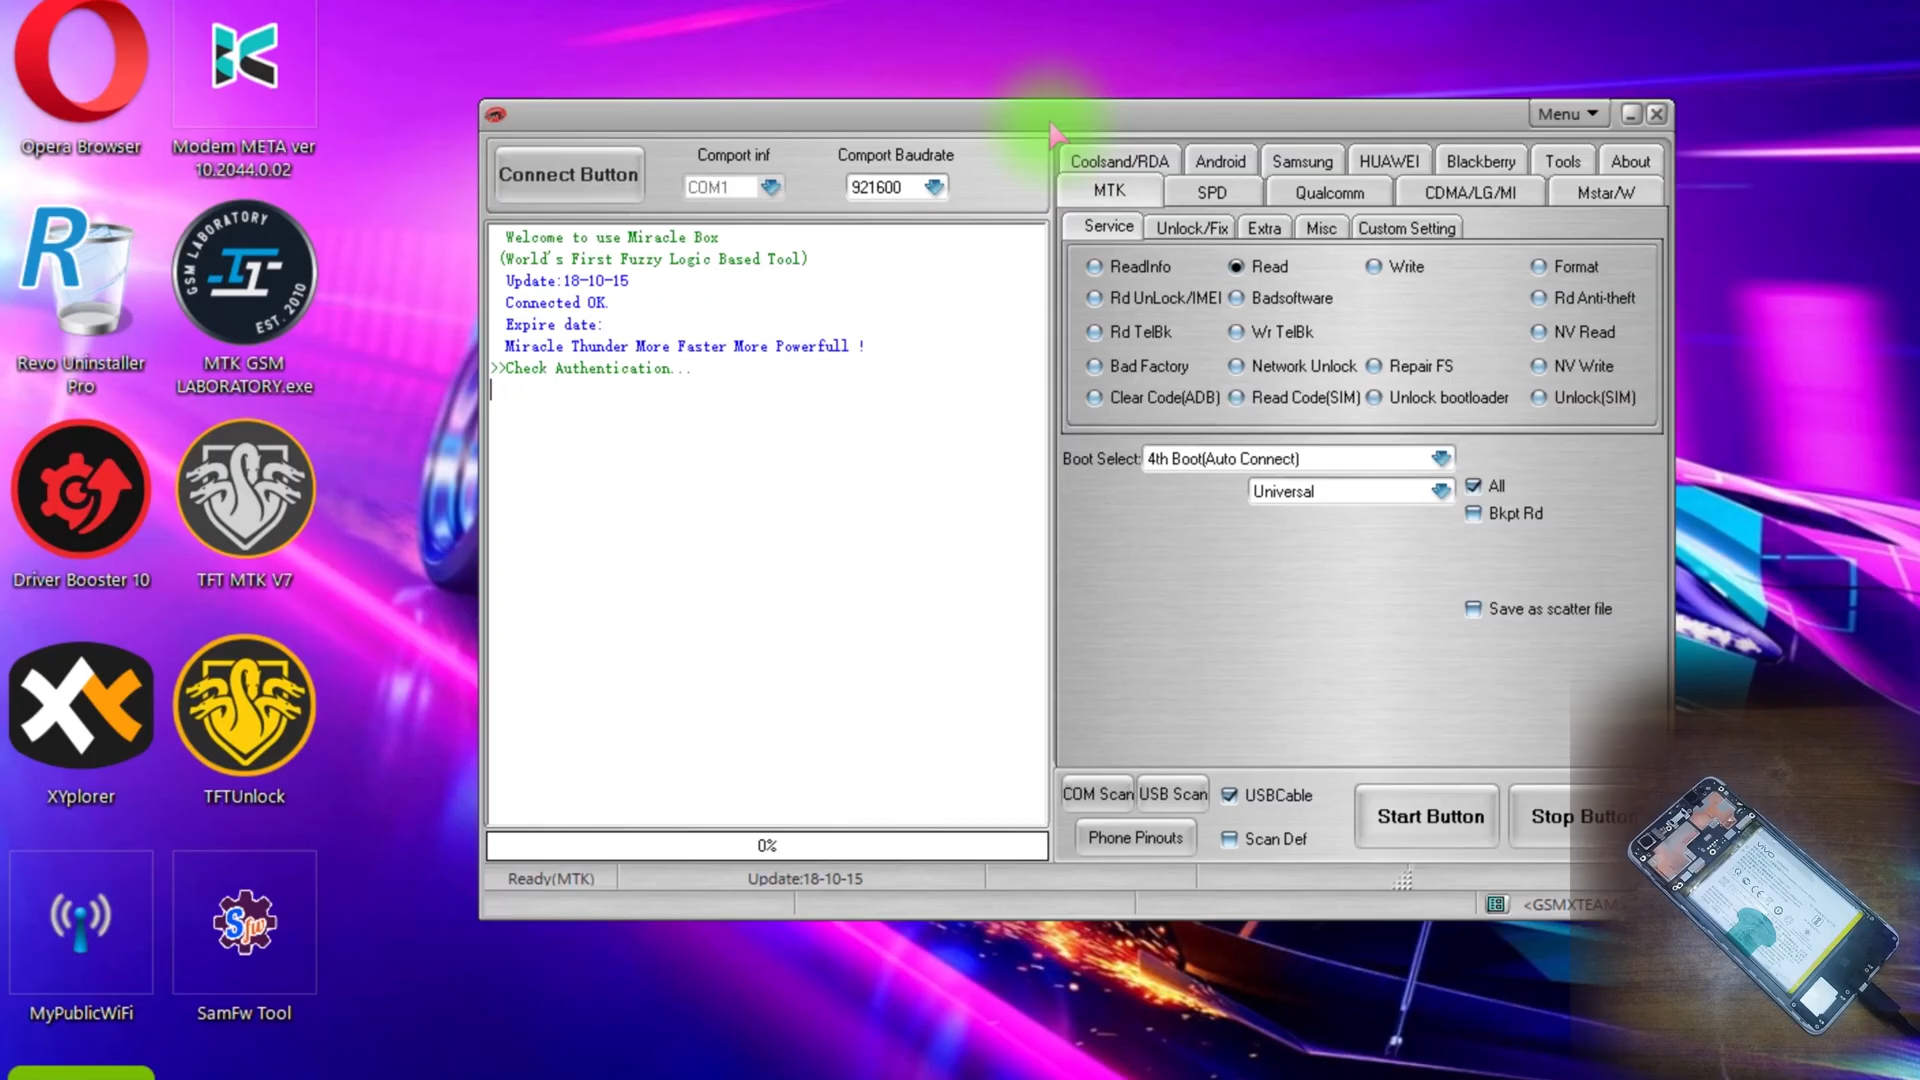 Opera Browser
Modem META ver
10.2044.0.02
GSM LABORATORY
EST. 2010
Revo Uninstaller
Pro
MTK GSM
LABORATORY.exe
Driver Booster 10
TFT MTK V7
XYplorer
TFTUnlock
MyPublicWiFi
Sfw
SamFw Tool
Menu
Connect Button
Comport inf
COM1
Comport Baudrate
921600
Welcome to use Miracle Box
(World's First Fuzzy Logic Based Tool)
Update:18-10-15
Connected OK.
Expire date:
Miracle Thunder More Faster More Powerfull !
>>Check Authentication...
0%
Coolsand/RDA Android Samsung HUAWEI Blackberry Tools About
MTK SPD Qualcomm CDMA/LG/MI Mstar/W
Service Unlock/Fix Extra Misc Custom Setting
ReadInfo Read Write Format
Rd UnLock/IMEI Badsoftware Rd Anti-theft
Rd TelBk Wr TelBk NV Read
Bad Factory Network Unlock Repair FS NV Write
Clear Code(ADB) Read Code(SIM) Unlock bootloader Unlock(SIM)
Boot Select: 4th Boot(Auto Connect)
Universal
All
Bkpt Rd
Save as scatter file
COM Scan USB Scan USBCable
Phone Pinouts Scan Def
Start Button Stop Button
Ready(MTK) Update:18-10-15
<GSMXTEAM>
vivo